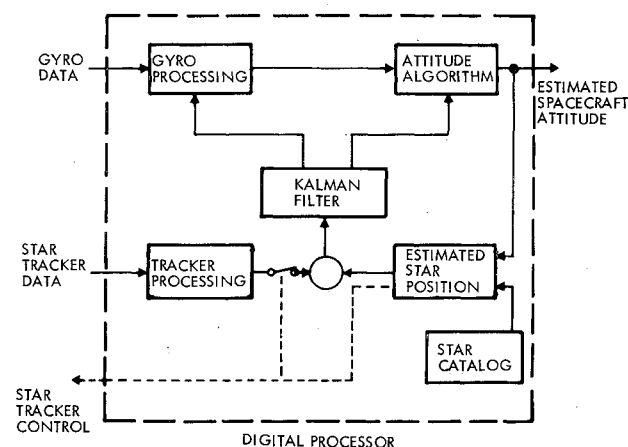 GYRO
DATA
GYRO
PROCESSING
ATTITUDE
ALGORITHM
ESTIMATED
SPACECRAFT
ATTITUDE
KALMAN
FILTER
STAR
TRACKER
DATA
TRACKER
PROCESSING
ESTIMATED
STAR
POSITION
STAR
CATALOG
STAR
TRACKER
CONTROL
DIGITAL PROCESSOR